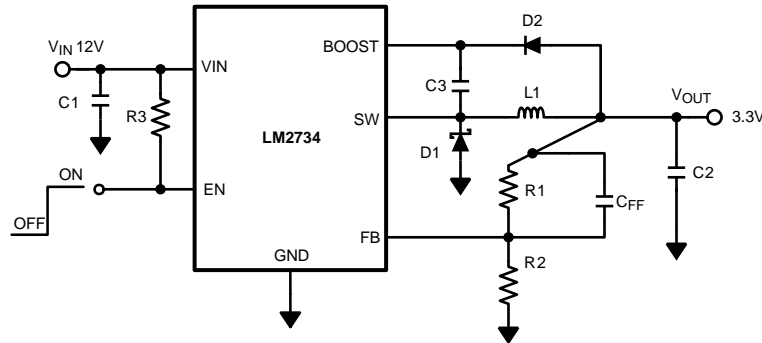 D2
BOOST
V_IN 12V
VIN
V_OUT
C1
R3
C3
L1
3.3V
LM2734
SW
D1
C2
ON
EN
R1
C_FF
OFF
FB
R2
GND